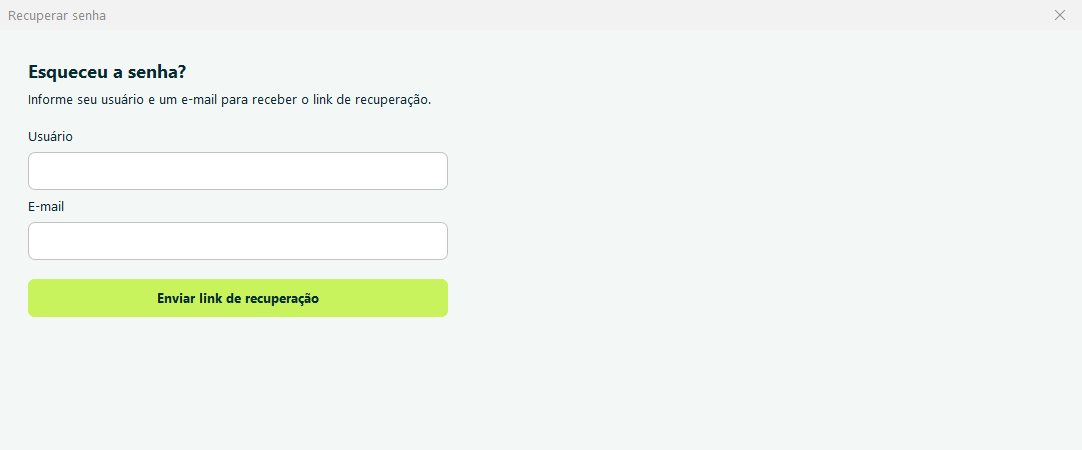 Recuperar senha
Esqueceu a senha?
Informe seu usuário e um e-mail para receber o link de recuperação.
Usuário
E-mail
Enviar link de recuperação